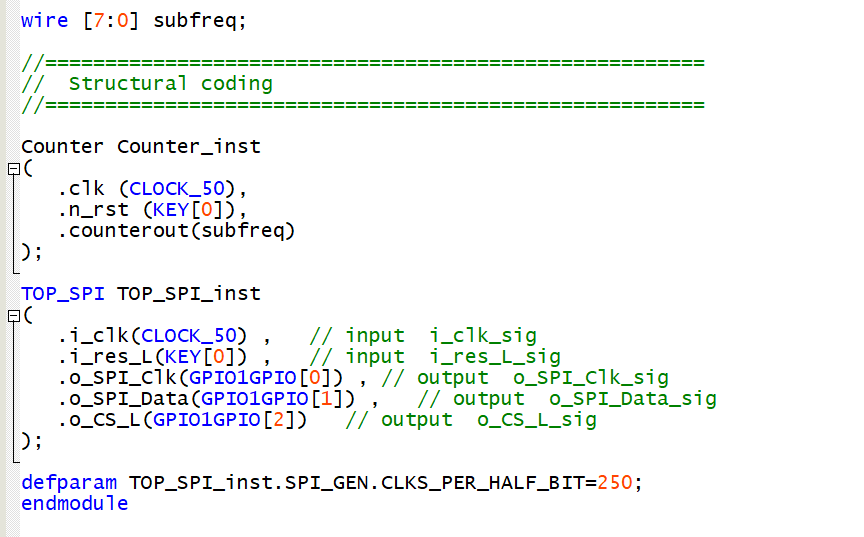 wire [7:0] subfreq;
//=======================================================
//  Structural coding
//=======================================================
Counter Counter_inst
(
   .clk (CLOCK_50),
   .n_rst (KEY[0]),
   .counterout(subfreq)
);
TOP_SPI TOP_SPI_inst
(
   .i_clk(CLOCK_50) ,   // input  i_clk_sig
   .i_res_L(KEY[0]) ,   // input  i_res_L_sig
   .o_SPI_Clk(GPIO1GPIO[0]) , // output  o_SPI_Clk_sig
   .o_SPI_Data(GPIO1GPIO[1]) ,   // output  o_SPI_Data_sig
   .o_CS_L(GPIO1GPIO[2])   // output  o_CS_L_sig
);
defparam TOP_SPI_inst.SPI_GEN.CLKS_PER_HALF_BIT=250;
endmodule